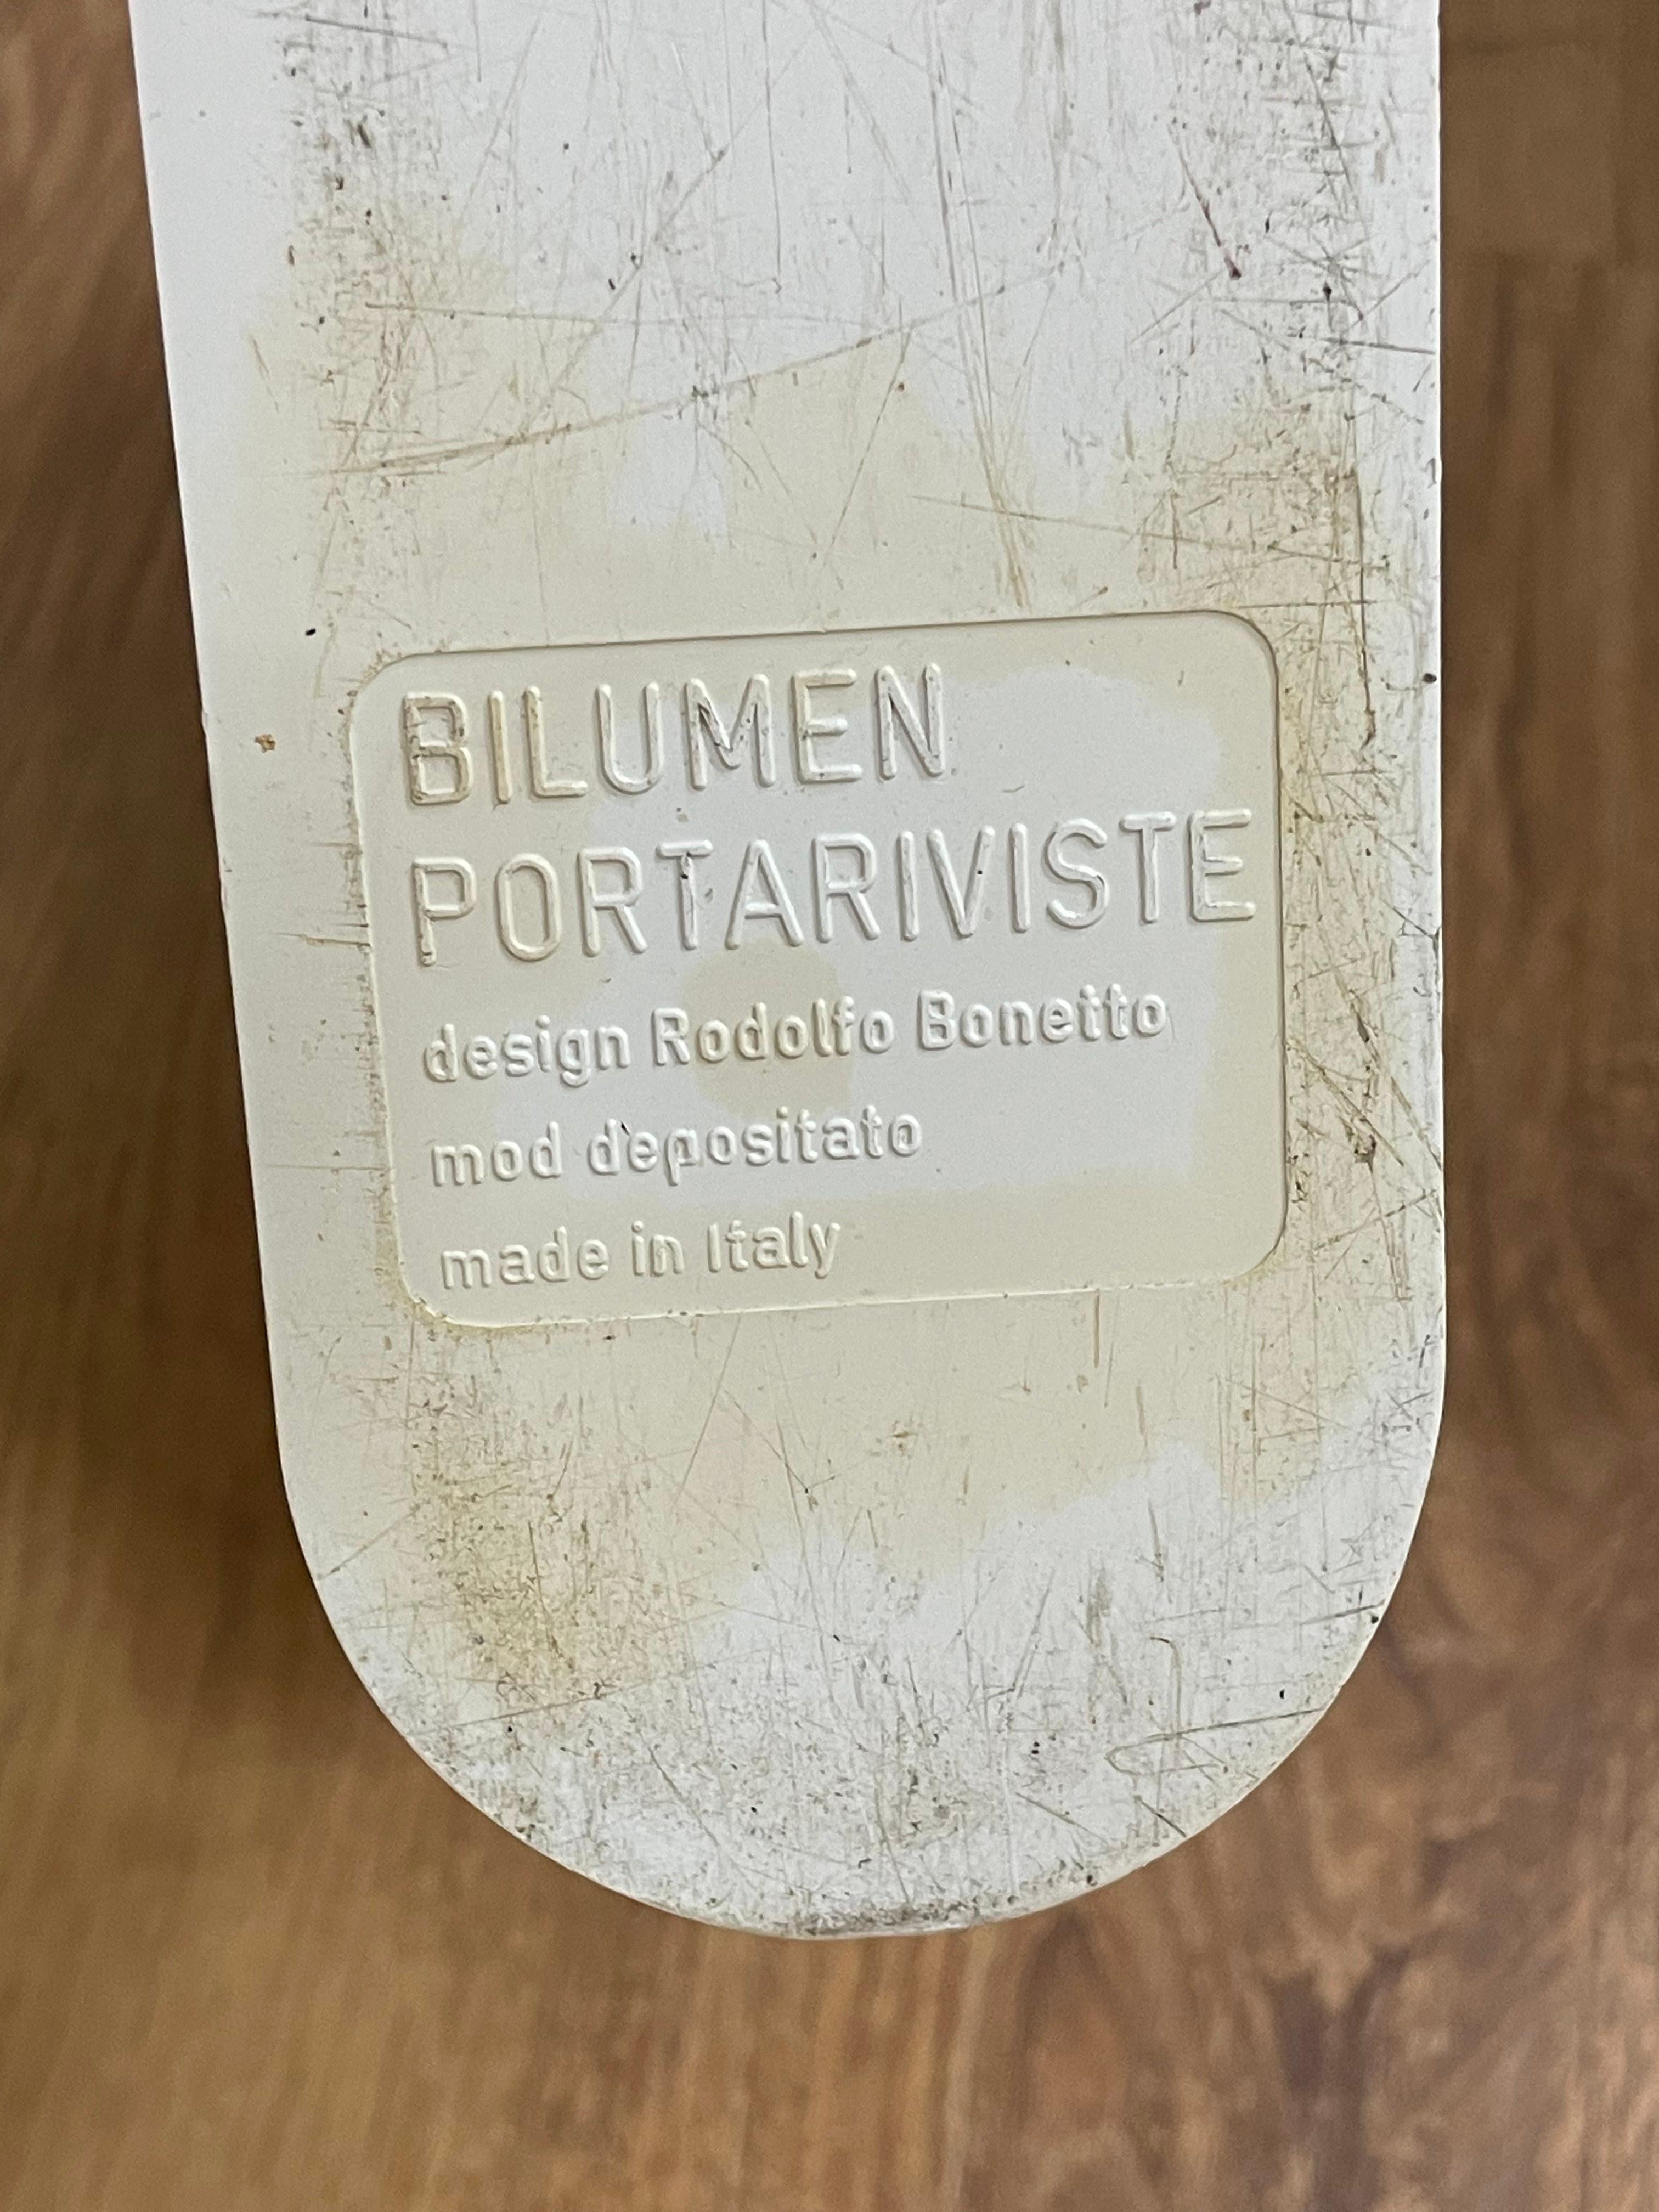 BILUMEN
PORTARIVISTE
design Rodolfo Bonetto
mod depositato
made in Italy